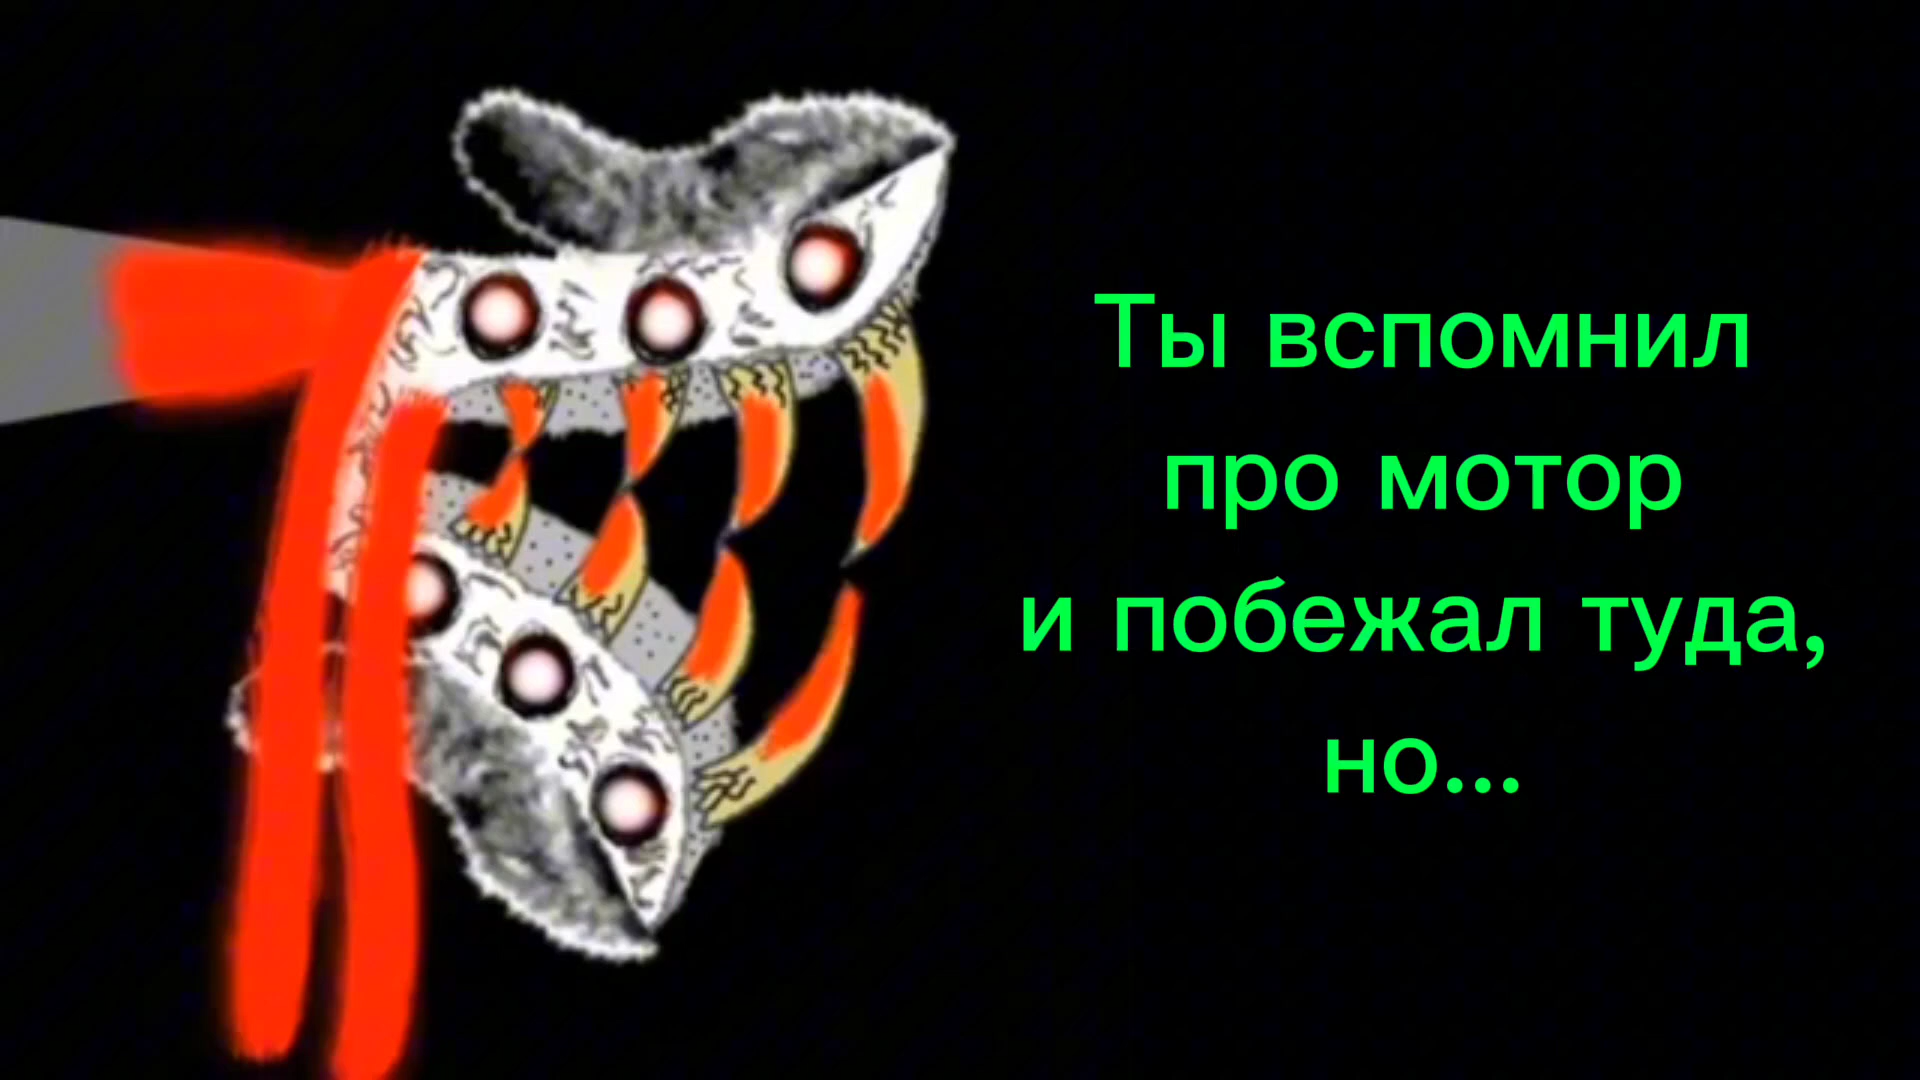 Ты вспомнил
про мотор
и побежал туда,
но...